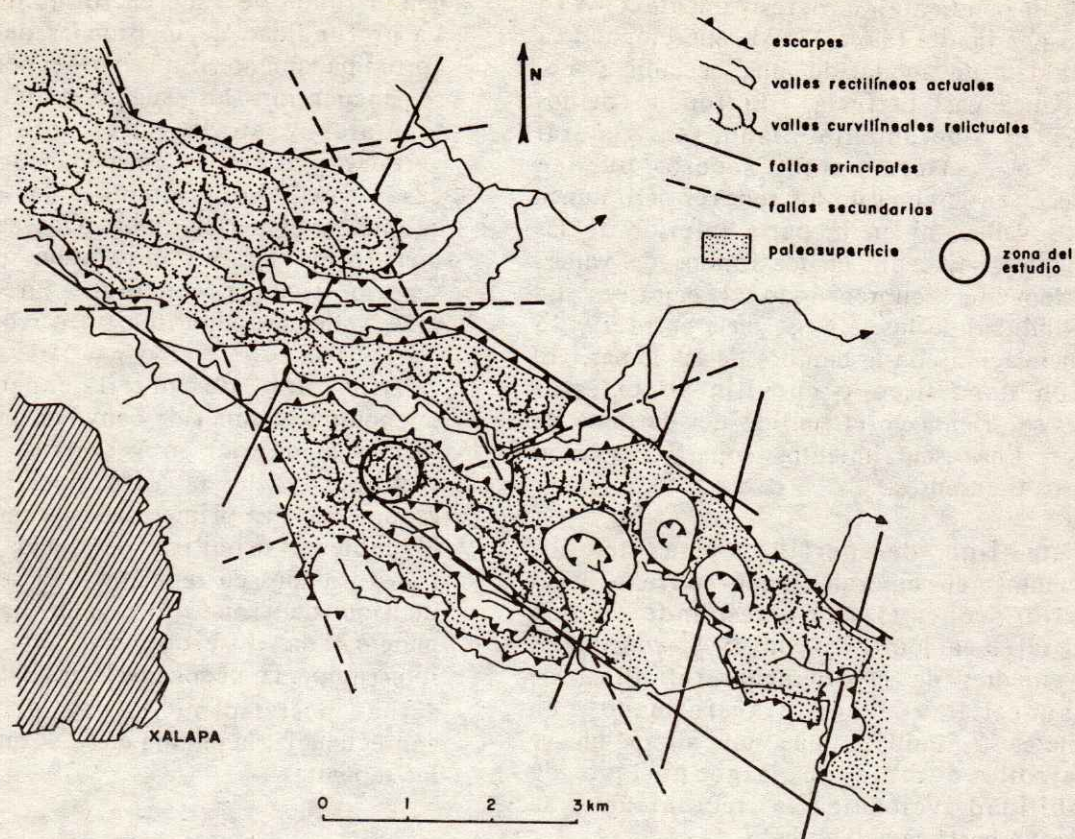 N
escarpes
valles rectilíneos actuales
valles curvilineales relictuales
fallas principales
fallas secundarias
paleosuperficie
zona del
estudio
XALAPA
0 1 2 3 km